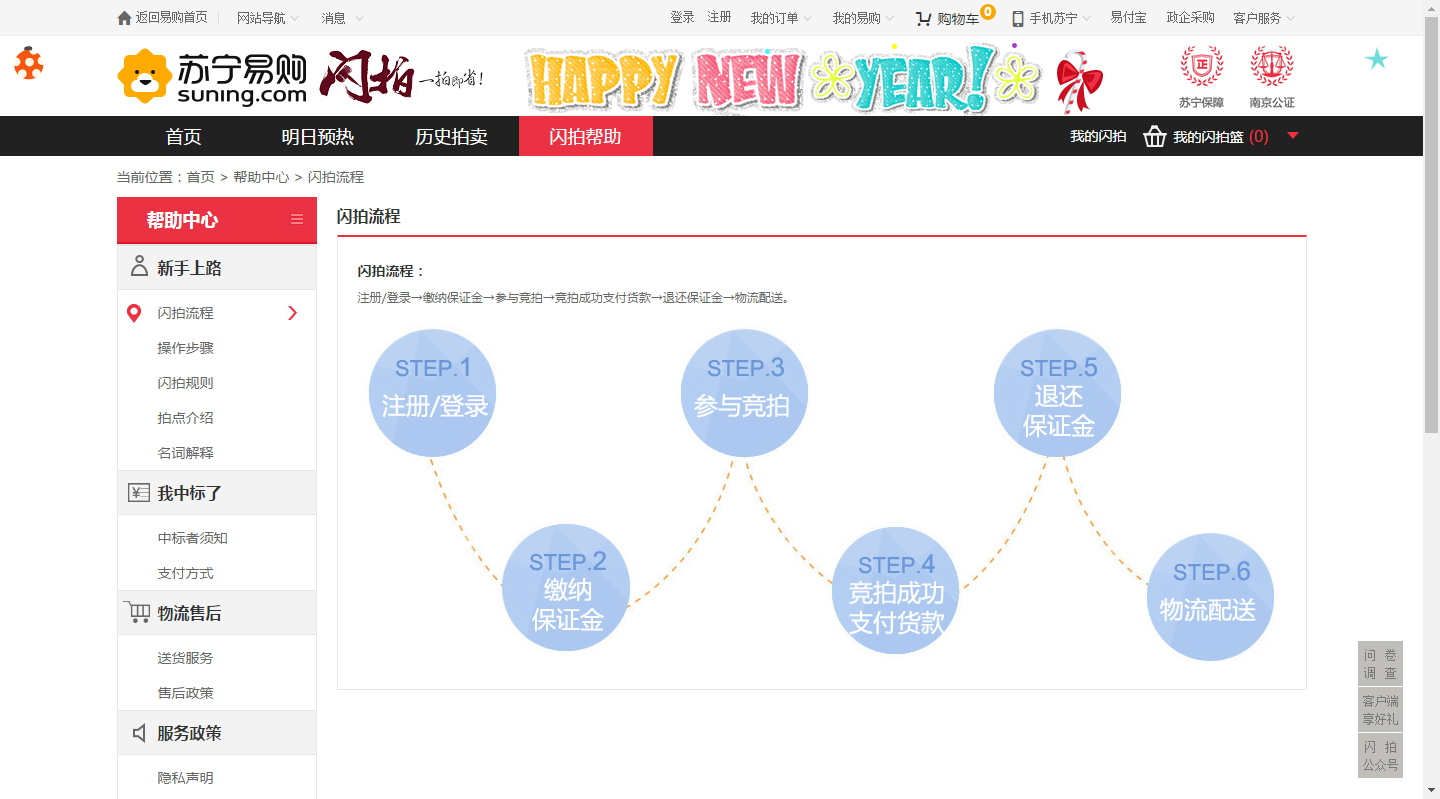 返回易购首页 网站导航 消息 登录 注册 我的订单 我的易购 购物车 0 手机苏宁 易付宝 政企采购 客户服务
苏宁易购
suning.com
闪拍 一拍即省!
HAPPY NEW YEAR!
正
苏宁保障 南京公证
首页 明日预热 历史拍卖 闪拍帮助 我的闪拍 我的闪拍篮 (0)
当前位置：首页 > 帮助中心 > 闪拍流程
帮助中心
新手上路
闪拍流程
操作步骤
闪拍规则
拍点介绍
名词解释
我中标了
中标者须知
支付方式
物流售后
送货服务
售后政策
服务政策
隐私声明
闪拍流程
闪拍流程：
注册/登录→缴纳保证金→参与竞拍→竞拍成功支付货款→退还保证金→物流配送。
STEP.1
注册/登录
STEP.2
缴纳
保证金
STEP.3
参与竞拍
STEP.4
竞拍成功
支付货款
STEP.5
退还
保证金
STEP.6
物流配送
问 卷
调 查
客户端
享好礼
闪 拍
公众号